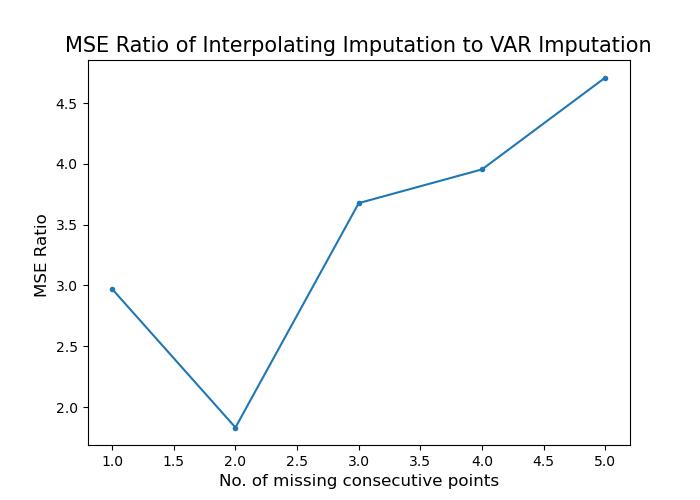 MSE Ratio of Interpolating Imputation to VAR Imputation
4.5
4.0
3.5
3.0
2.5
2.0
MSE Ratio
1.0 1.5 2.0 2.5 3.0 3.5 4.0 4.5 5.0
No. of missing consecutive points